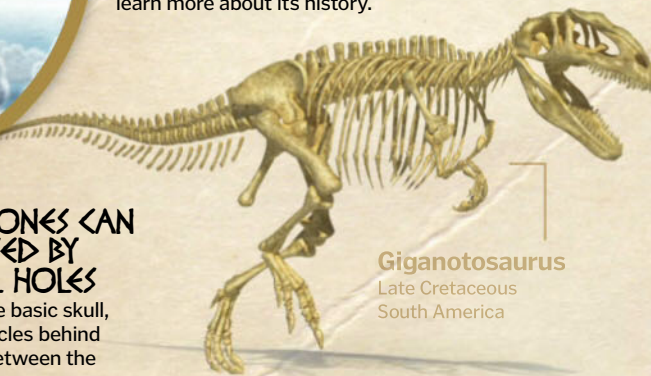 learn more about its history.
ONES CAN
ED BY
HOLES
e basic skull,
cles behind
etween the
Giganotosaurus
Late Cretaceous
South America